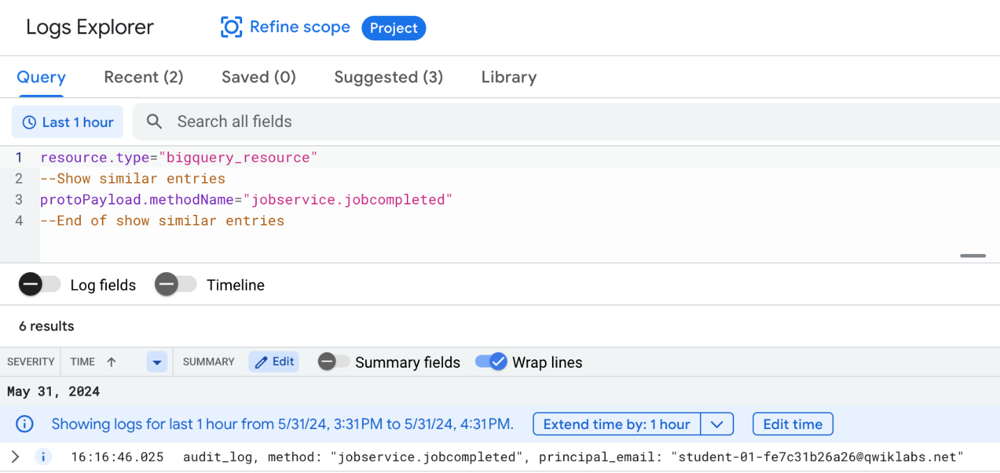 Logs Explorer Refine scope Project
Query Recent (2) Saved (0) Suggested (3) Library
Last 1 hour Search all fields
1 resource.type="bigquery_resource"
2 --Show similar entries
3 protoPayload.methodName="jobservice.jobcompleted"
4 --End of show similar entries
Log fields Timeline
6 results
SEVERITY TIME SUMMARY Edit Summary fields Wrap lines
May 31, 2024
Showing logs for last 1 hour from 5/31/24, 3:31 PM to 5/31/24, 4:31 PM. Extend time by: 1 hour Edit time
16:16:46.025 audit_log, method: "jobservice.jobcompleted", principal_email: "student-01-fe7c31b26a26@qwiklabs.net"